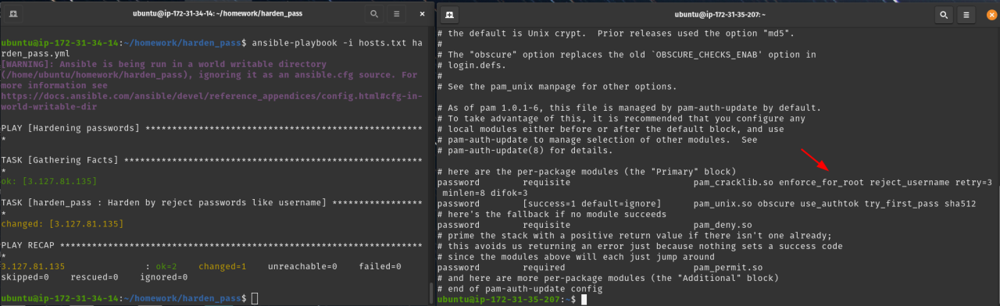 ubuntu@ip-172-31-34-14: ~/homework/harden_pass
ubuntu@ip-172-31-34-14:~/homework/harden_pass$ ansible-playbook -i hosts.txt ha
rden_pass.yml
[WARNING]: Ansible is being run in a world writable directory
(/home/ubuntu/homework/harden_pass), ignoring it as an ansible.cfg source. For
more information see
https://docs.ansible.com/ansible/devel/reference_appendices/config.html#cfg-in-
world-writable-dir
PLAY [Hardening passwords] ****************************************************
*
TASK [Gathering Facts] ********************************************************
*
ok: [3.127.81.135]
TASK [harden_pass : Harden by reject passwords like username] *****************
*
changed: [3.127.81.135]
PLAY RECAP ********************************************************************
*
3.127.81.135               : ok=2    changed=1    unreachable=0    failed=0
skipped=0    rescued=0    ignored=0
ubuntu@ip-172-31-34-14:~/homework/harden_pass$
ubuntu@ip-172-31-35-207: ~
# the default is Unix crypt.  Prior releases used the option "md5".
#
# The "obscure" option replaces the old `OBSCURE_CHECKS_ENAB' option in
# login.defs.
#
# See the pam_unix manpage for other options.
# As of pam 1.0.1-6, this file is managed by pam-auth-update by default.
# To take advantage of this, it is recommended that you configure any
# local modules either before or after the default block, and use
# pam-auth-update to manage selection of other modules.  See
# pam-auth-update(8) for details.
# here are the per-package modules (the "Primary" block)
password        requisite                       pam_cracklib.so enforce_for_root reject_username retry=3
 minlen=8 difok=3
password        [success=1 default=ignore]      pam_unix.so obscure use_authtok try_first_pass sha512
# here's the fallback if no module succeeds
password        requisite                       pam_deny.so
# prime the stack with a positive return value if there isn't one already;
# this avoids us returning an error just because nothing sets a success code
# since the modules above will each just jump around
password        required                        pam_permit.so
# and here are more per-package modules (the "Additional" block)
# end of pam-auth-update config
ubuntu@ip-172-31-35-207:~$